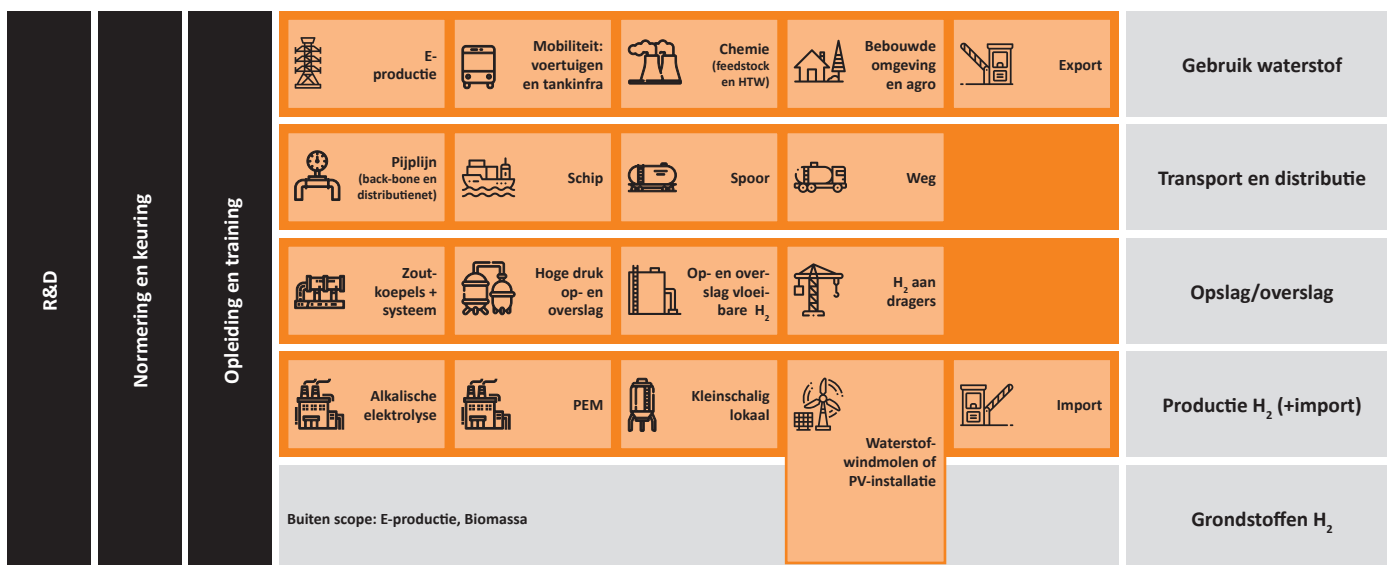 R&D
Normering en keuring
Opleiding en training
E-
productie
Mobiliteit:
voertuigen
en tankinfra
Chemie
(feedstock
en HTW)
Bebouwde
omgeving
en agro
Export
Gebruik waterstof
Pijplijn
(back-bone en
distributienet)
Schip
Spoor
Weg
Transport en distributie
Zout-
koepels +
systeem
Hoge druk
op- en
overslag
Op- en over-
slag vloei-
bare H₂
H₂ aan
dragers
Opslag/overslag
Alkalische
elektrolyse
PEM
Kleinschalig
lokaal
Waterstof-
windmolen of
PV-installatie
Import
Productie H₂ (+import)
Buiten scope: E-productie, Biomassa
Grondstoffen H₂